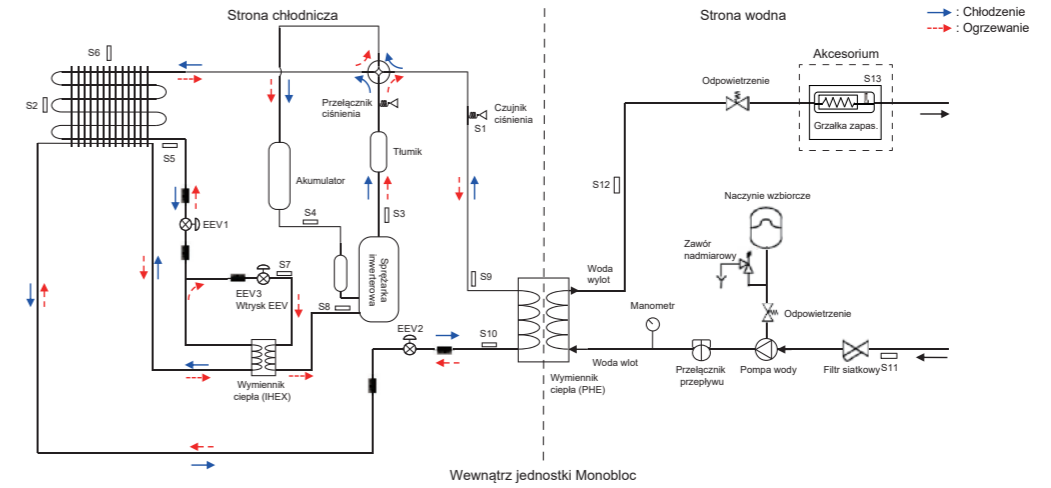 Strona chłodnicza
Strona wodna
: Chłodzenie
: Ogrzewanie
S6
Akcesorium
S13
Odpowietrzenie
Grzałka zapas.
S2
Przełącznik
ciśnienia
Czujnik
ciśnienia
S1
S5
Tłumik
Akumulator
S12
S4
S3
Naczynie wzbiorcze
EEV1
Zawór
nadmiarowy
Sprężarka
inwerterowa
S7
S9
EEV3
Wtrysk EEV
S8
Woda
wylot
Manometr
Odpowietrzenie
EEV2
S10
Woda wlot
Wymiennik
ciepła (IHEX)
Wymiennik
ciepła (PHE)
Przełącznik
przepływu
Pompa wody
Filtr siatkowy
S11
Wewnątrz jednostki Monobloc